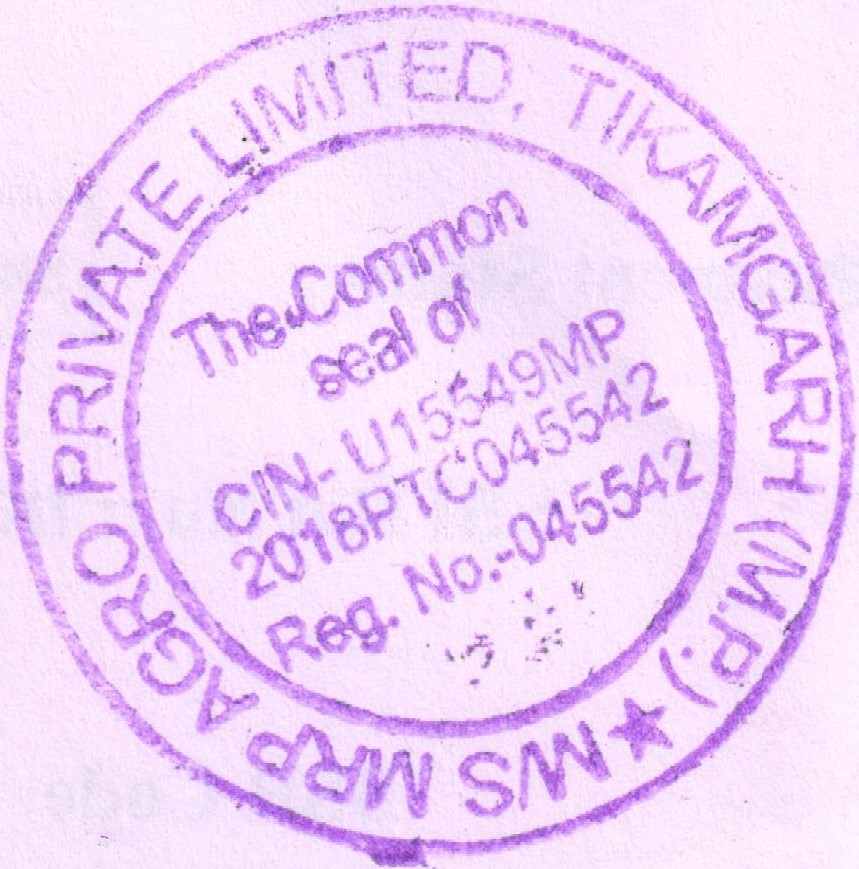 M/S MRP AGRO PRIVATE LIMITED, TIKAMGARH (M.P.) ★
The Common
seal of
CIN- U15549MP
2018PTC045542
Reg. No.-045542